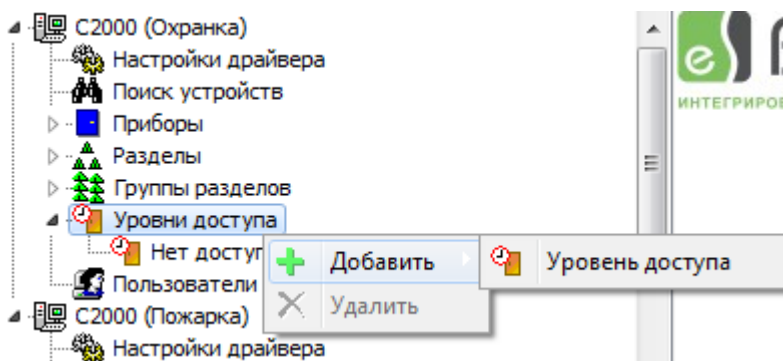 С2000 (Охранка)
Настройки драйвера
Поиск устройств
Приборы
Разделы
Группы разделов
Уровни доступа
Нет доступ
Добавить
Уровень доступа
Удалить
Пользователи
С2000 (Пожарка)
Настройки драйвера
ИНТЕГРИРОВ